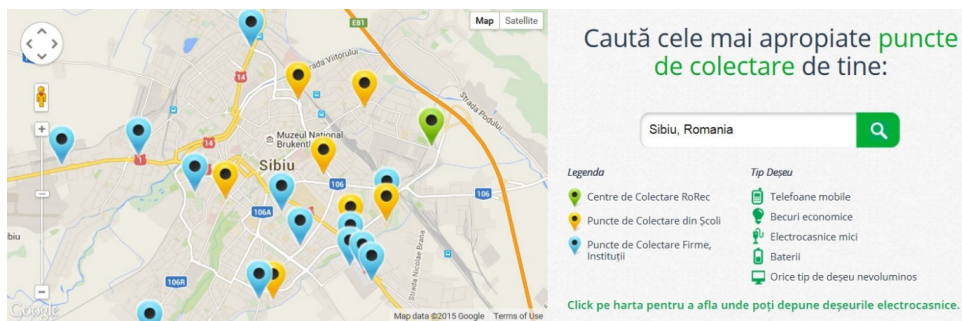 Map
Satellite
E81
Strada Viitorului
14
Strada Podului
14
Muzeul Național
Brukenthal
1
Sibiu
106
106
106A
biu
Strada Nicolae Brana
106R
Google
Map data ©2015 Google
Terms of Use
Caută cele mai apropiate puncte
de colectare de tine:
Sibiu, Romania
Legenda
Centre de Colectare RoRec
Puncte de Colectare din Școli
Puncte de Colectare Firme,
Instituții
Tip Deșeu
Telefoane mobile
Becuri economice
Electrocasnice mici
Baterii
Orice tip de deșeu nevoluminos
Click pe harta pentru a afla unde poți depune deșeurile electrocasnice.